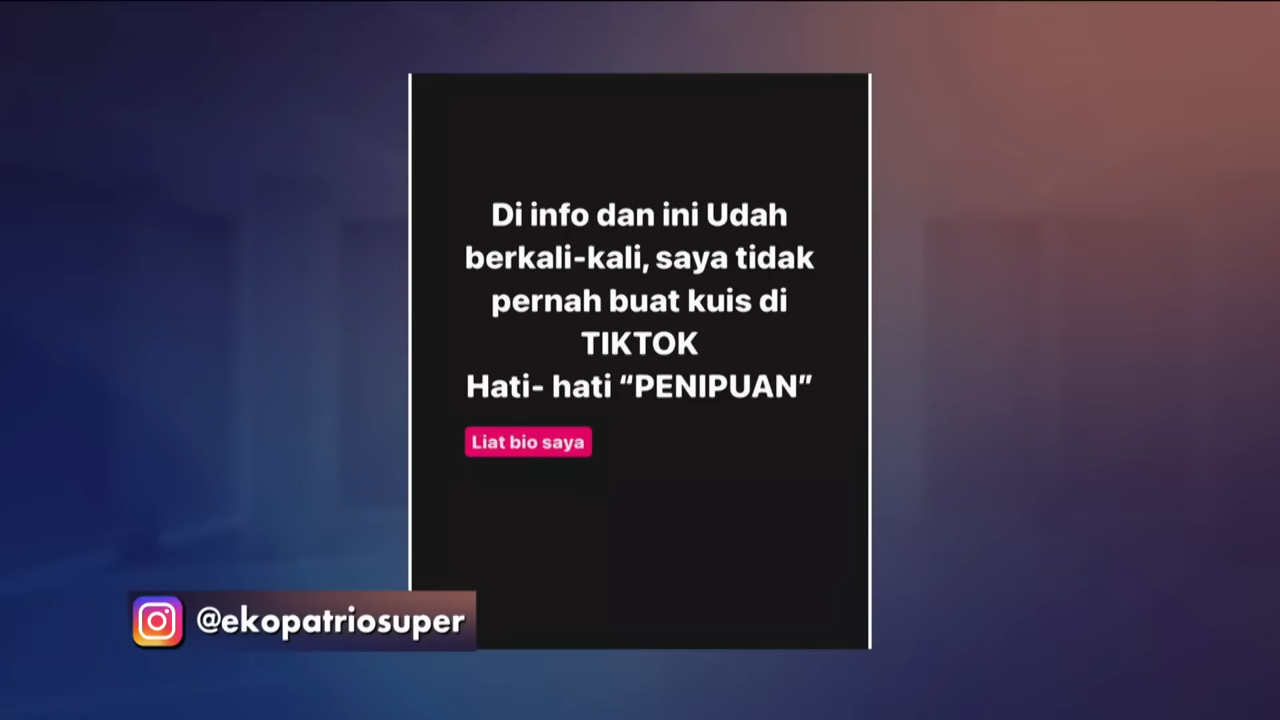 Di info dan ini Udah
berkali-kali, saya tidak
pernah buat kuis di
TIKTOK
Hati- hati “PENIPUAN”
Liat bio saya
@ekopatriosuper